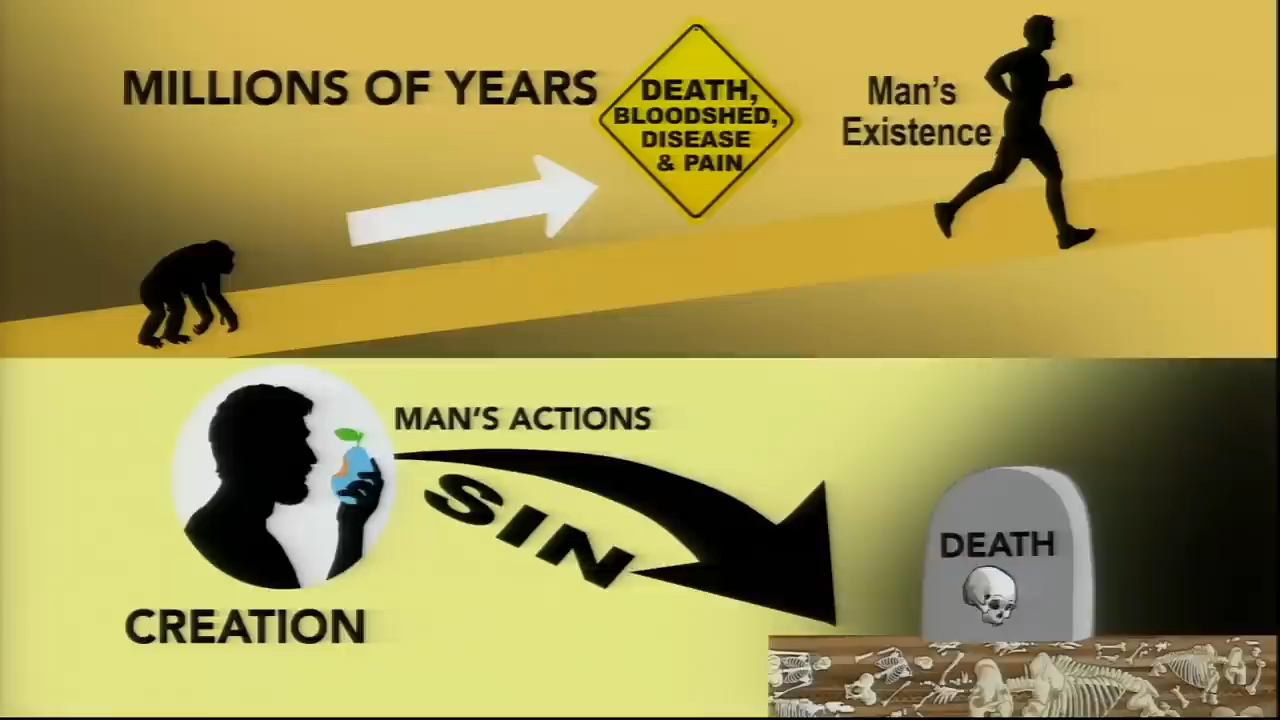 MILLIONS OF YEARS
DEATH,
BLOODSHED,
DISEASE
& PAIN
Man's
Existence
MAN'S ACTIONS
SIN
DEATH
CREATION